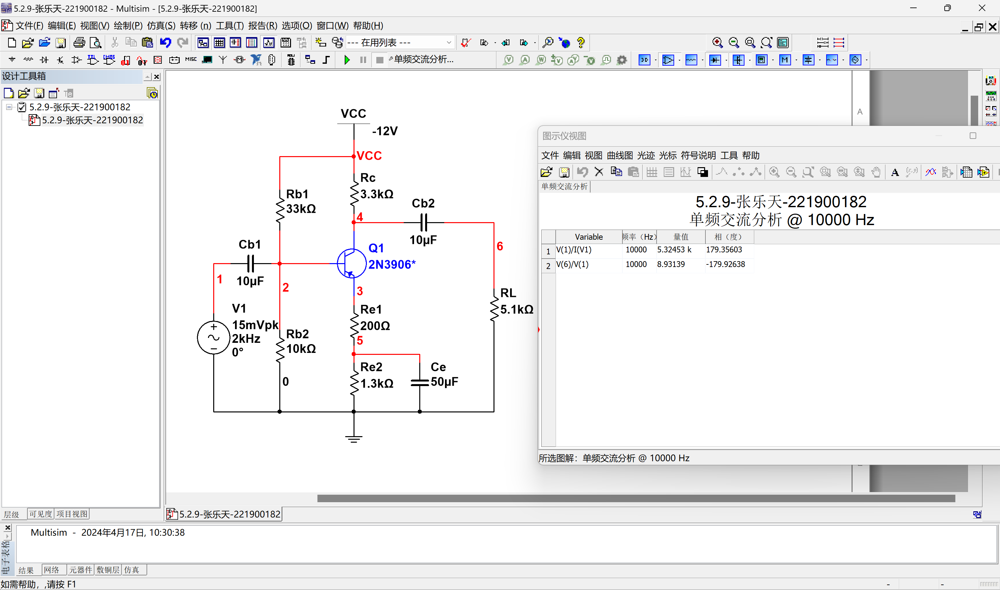 5.2.9-张乐天-221900182 - Multisim - [5.2.9-张乐天-221900182]
文件(F) 编辑(E) 视图(V) 绘制(P) 仿真(S) 转移 (n) 工具(T) 报告(R) 选项(O) 窗口(W) 帮助(H)
--- 在用列表 ---
MISC 单频交流分析...
设计工具箱
5.2.9-张乐天-221900182
5.2.9-张乐天-221900182
A
VCC
-12V
VCC
Rc
3.3kΩ
Rb1
33kΩ
Cb2
4
10µF
6
Cb1
10µF
Q1
2N3906*
1
2
3
RL
5.1kΩ
V1
15mVpk
2kHz
0°
Re1
200Ω
Rb2
10kΩ
5
Re2
1.3kΩ
Ce
50µF
0
图示仪视图
文件 编辑 视图 曲线图 光迹 光标 符号说明 工具 帮助
单频交流分析
5.2.9-张乐天-221900182
单频交流分析 @ 10000 Hz
Variable 频率（Hz） 量值 相（度）
1 V(1)/I(V1) 10000 5.32453 k 179.35603
2 V(6)/V(1) 10000 8.93139 -179.92638
所选图解: 单频交流分析 @ 10000 Hz
层级 可见度 项目视图
5.2.9-张乐天-221900182
Multisim - 2024年4月17日, 10:30:38
电子表格
结果 网络 元器件 敷铜层 仿真
如需帮助，,请按 F1
- -